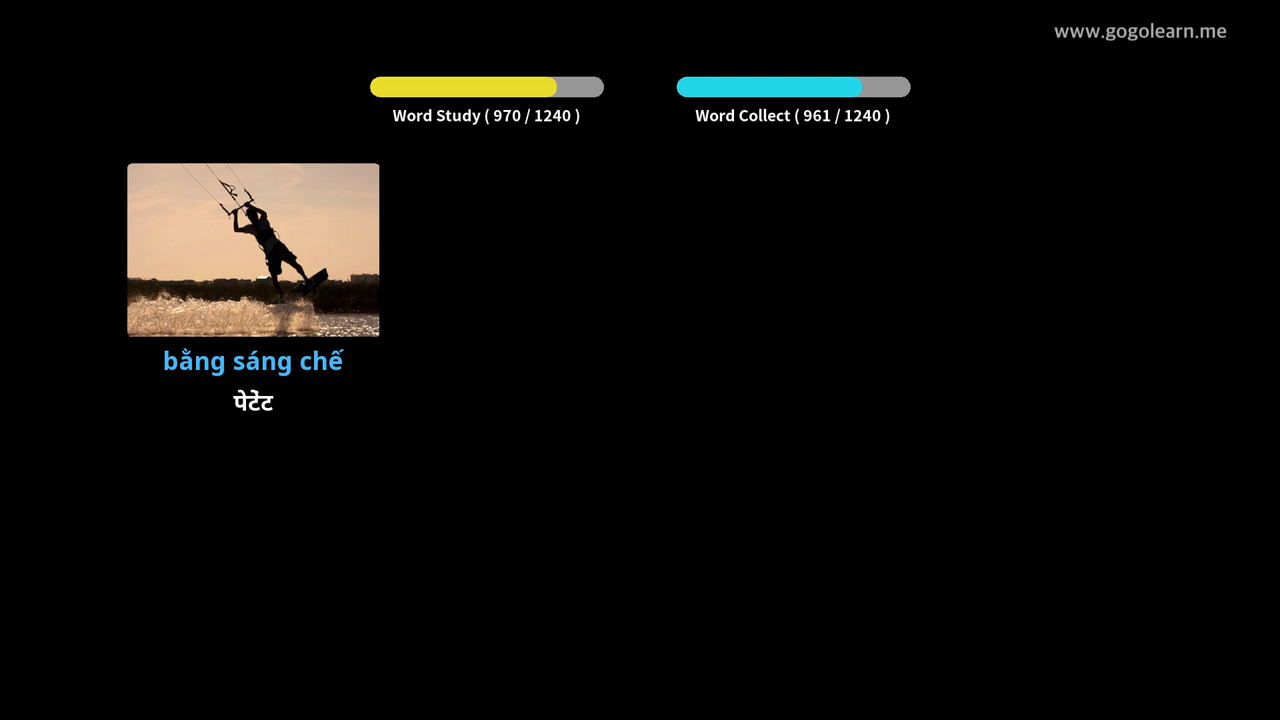 www.gogolearn.me
Word Study ( 970 / 1240 )
Word Collect ( 961 / 1240 )
bằng sáng chế
पेटेंट